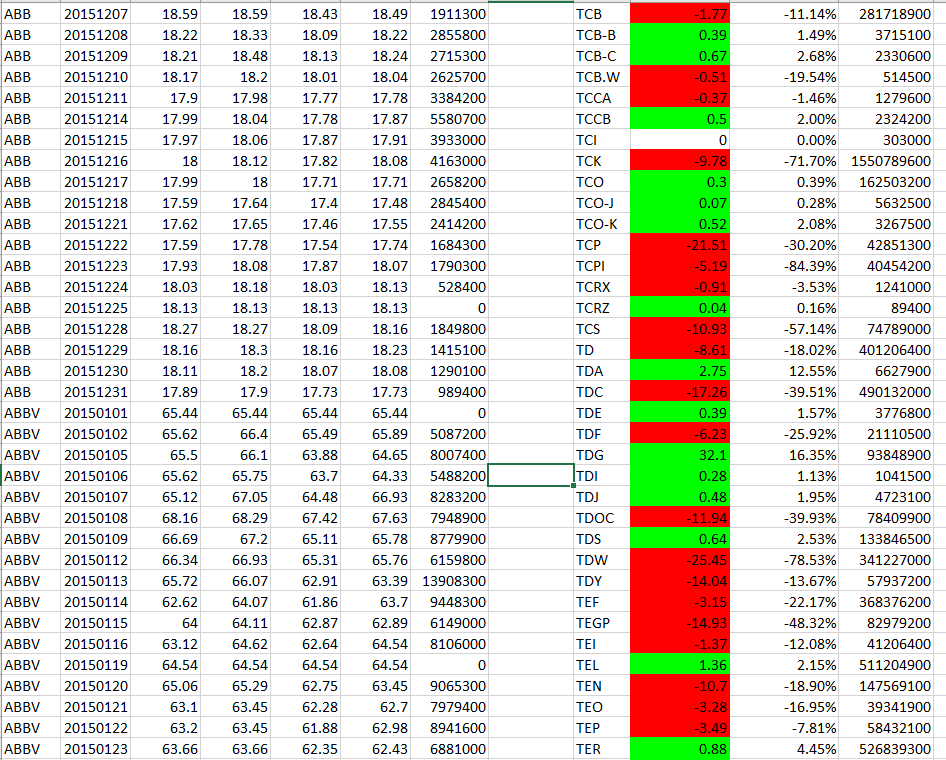 ABB 20151207 18.59 18.59 18.43 18.49 1911300 TCB -1.77 -11.14% 281718900
ABB 20151208 18.22 18.33 18.09 18.22 2855800 TCB-B 0.39 1.49% 3715100
ABB 20151209 18.21 18.48 18.13 18.24 2715300 TCB-C 0.67 2.68% 2330600
ABB 20151210 18.17 18.2 18.01 18.04 2625700 TCB.W -0.51 -19.54% 514500
ABB 20151211 17.9 17.98 17.77 17.78 3384200 TCCA -0.37 -1.46% 1279600
ABB 20151214 17.99 18.04 17.78 17.87 5580700 TCCB 0.5 2.00% 2324200
ABB 20151215 17.97 18.06 17.87 17.91 3933000 TCI 0 0.00% 303000
ABB 20151216 18 18.12 17.82 18.08 4163000 TCK -9.78 -71.70% 1550789600
ABB 20151217 17.99 18 17.71 17.71 2658200 TCO 0.3 0.39% 162503200
ABB 20151218 17.59 17.64 17.4 17.48 2845400 TCO-J 0.07 0.28% 5632500
ABB 20151221 17.62 17.65 17.46 17.55 2414200 TCO-K 0.52 2.08% 3267500
ABB 20151222 17.59 17.78 17.54 17.74 1684300 TCP -21.51 -30.20% 42851300
ABB 20151223 17.93 18.08 17.87 18.07 1790300 TCPI -5.19 -84.39% 40454200
ABB 20151224 18.03 18.18 18.03 18.13 528400 TCRX -0.91 -3.53% 1241000
ABB 20151225 18.13 18.13 18.13 18.13 0 TCRZ 0.04 0.16% 89400
ABB 20151228 18.27 18.27 18.09 18.16 1849800 TCS -10.93 -57.14% 74789000
ABB 20151229 18.16 18.3 18.16 18.23 1415100 TD -8.61 -18.02% 401206400
ABB 20151230 18.11 18.2 18.07 18.08 1290100 TDA 2.75 12.55% 6627900
ABB 20151231 17.89 17.9 17.73 17.73 989400 TDC -17.26 -39.51% 490132000
ABBV 20150101 65.44 65.44 65.44 65.44 0 TDE 0.39 1.57% 3776800
ABBV 20150102 65.62 66.4 65.49 65.89 5087200 TDF -6.23 -25.92% 21110500
ABBV 20150105 65.5 66.1 63.88 64.65 8007400 TDG 32.1 16.35% 93848900
ABBV 20150106 65.62 65.75 63.7 64.33 5488200 TDI 0.28 1.13% 1041500
ABBV 20150107 65.12 67.05 64.48 66.93 8283200 TDJ 0.48 1.95% 4723100
ABBV 20150108 68.16 68.29 67.42 67.63 7948900 TDOC -11.94 -39.93% 78409900
ABBV 20150109 66.69 67.2 65.11 65.78 8779900 TDS 0.64 2.53% 133846500
ABBV 20150112 66.34 66.93 65.31 65.76 6159800 TDW -25.45 -78.53% 341227000
ABBV 20150113 65.72 66.07 62.91 63.39 13908300 TDY -14.04 -13.67% 57937200
ABBV 20150114 62.62 64.07 61.86 63.7 9448300 TEF -3.15 -22.17% 368376200
ABBV 20150115 64 64.11 62.87 62.89 6149000 TEGP -14.93 -48.32% 82979200
ABBV 20150116 63.12 64.62 62.64 64.54 8106000 TEI -1.37 -12.08% 41206400
ABBV 20150119 64.54 64.54 64.54 64.54 0 TEL 1.36 2.15% 511204900
ABBV 20150120 65.06 65.29 62.75 63.45 9065300 TEN -10.7 -18.90% 147569100
ABBV 20150121 63.1 63.45 62.28 62.7 7979400 TEO -3.28 -16.95% 39341900
ABBV 20150122 63.2 63.45 61.88 62.98 8941600 TEP -3.49 -7.81% 58432100
ABBV 20150123 63.66 63.66 62.35 62.43 6881000 TER 0.88 4.45% 526839300